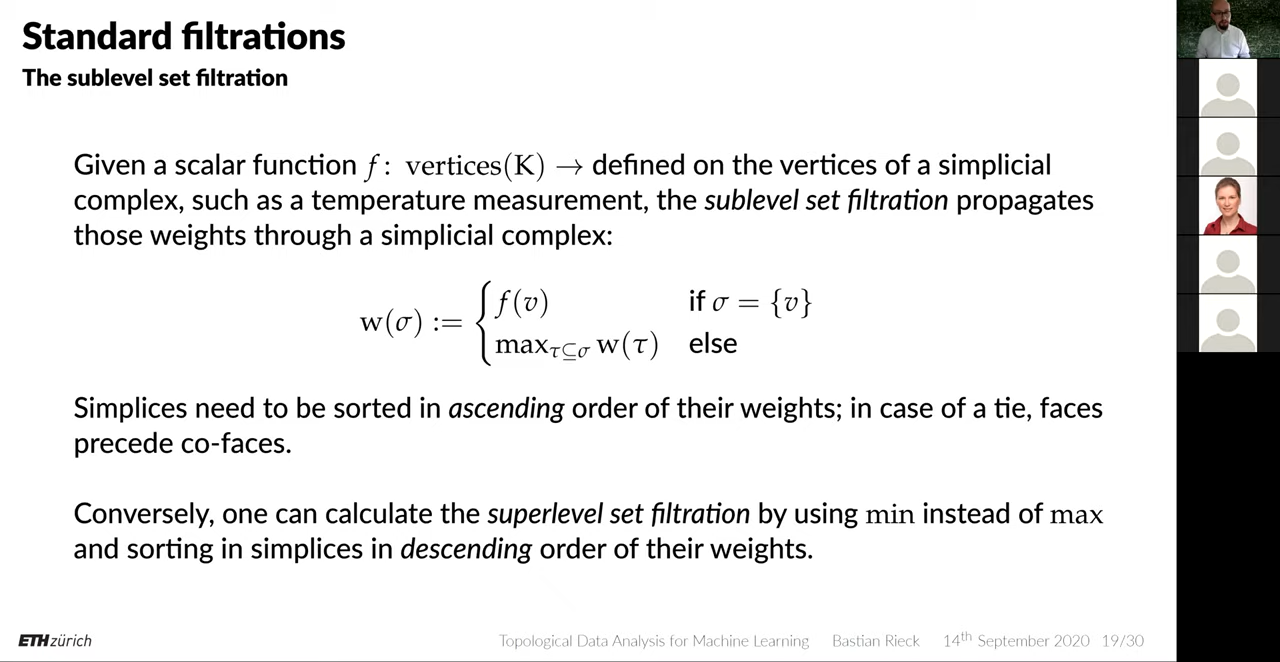 Standard filtrations
The sublevel set filtration
Given a scalar function f : vertices(K) → defined on the vertices of a simplicial
complex, such as a temperature measurement, the sublevel set filtration propagates
those weights through a simplicial complex:
w(σ) := { f(v) if σ = {v}
max_{τ⊆σ} w(τ) else
Simplices need to be sorted in ascending order of their weights; in case of a tie, faces
precede co-faces.
Conversely, one can calculate the superlevel set filtration by using min instead of max
and sorting in simplices in descending order of their weights.
ETH zürich Topological Data Analysis for Machine Learning Bastian Rieck 14th September 2020 19/30